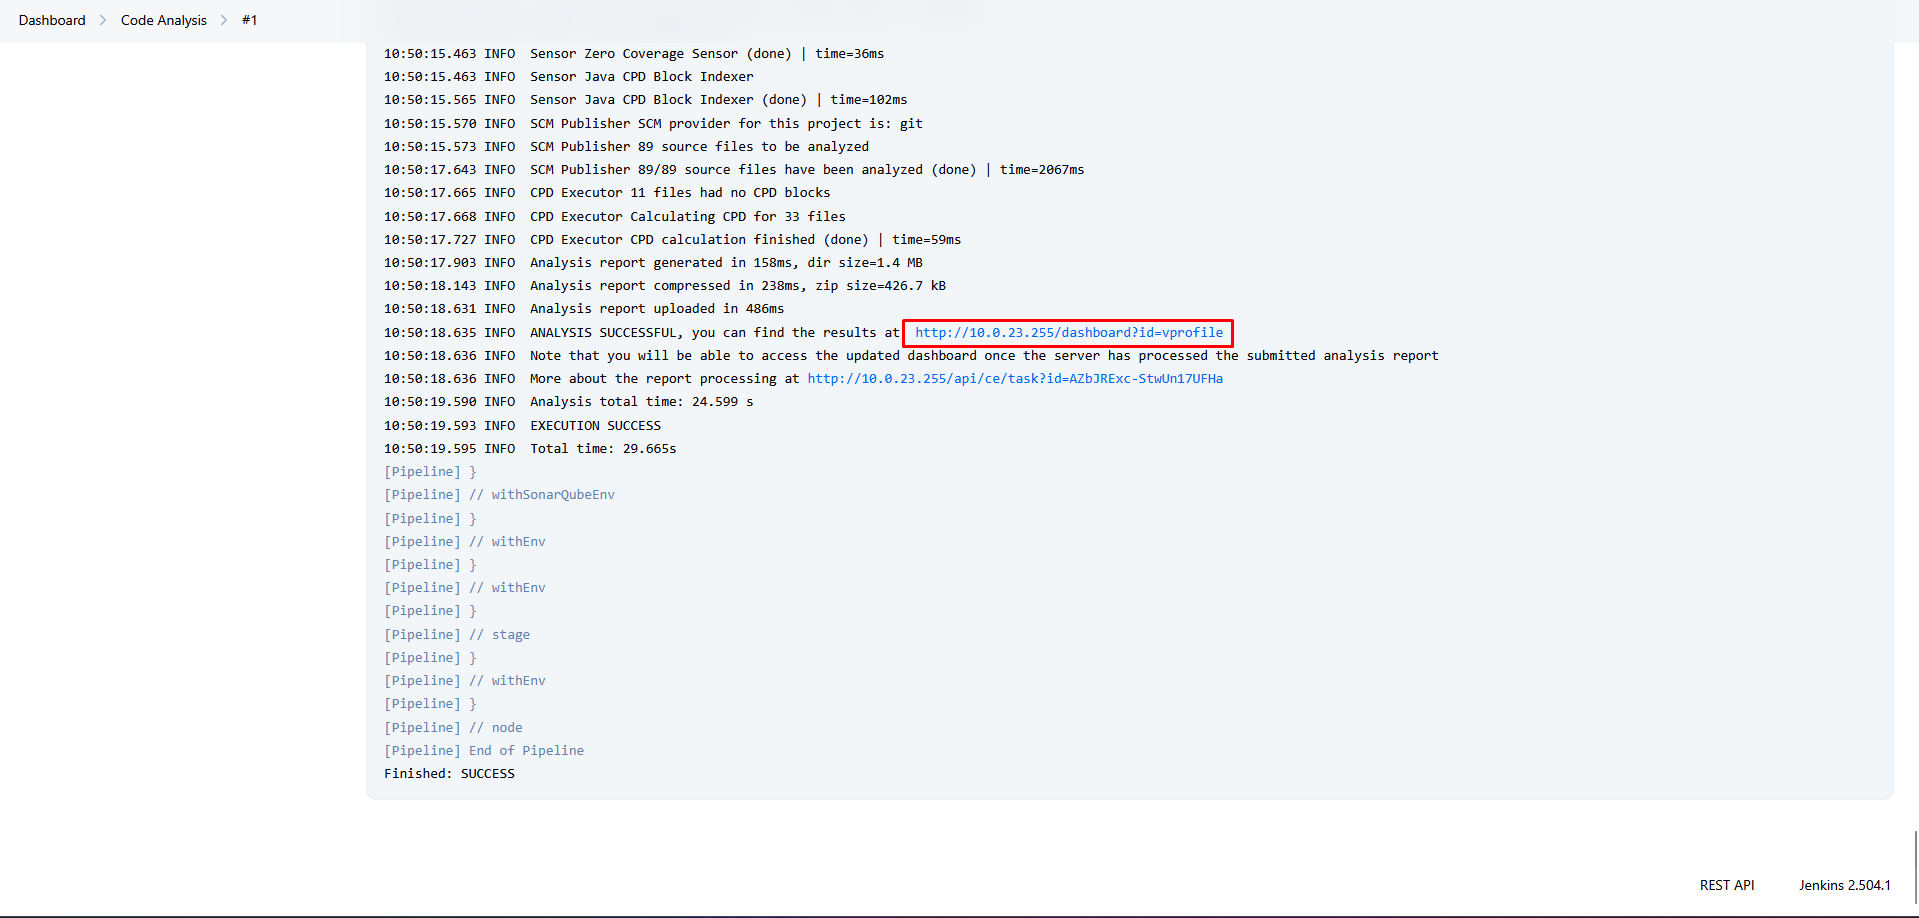 Dashboard > Code Analysis > #1
10:50:15.463 INFO  Sensor Zero Coverage Sensor (done) | time=36ms
10:50:15.463 INFO  Sensor Java CPD Block Indexer
10:50:15.565 INFO  Sensor Java CPD Block Indexer (done) | time=102ms
10:50:15.570 INFO  SCM Publisher SCM provider for this project is: git
10:50:15.573 INFO  SCM Publisher 89 source files to be analyzed
10:50:17.643 INFO  SCM Publisher 89/89 source files have been analyzed (done) | time=2067ms
10:50:17.665 INFO  CPD Executor 11 files had no CPD blocks
10:50:17.668 INFO  CPD Executor Calculating CPD for 33 files
10:50:17.727 INFO  CPD Executor CPD calculation finished (done) | time=59ms
10:50:17.903 INFO  Analysis report generated in 158ms, dir size=1.4 MB
10:50:18.143 INFO  Analysis report compressed in 238ms, zip size=426.7 kB
10:50:18.631 INFO  Analysis report uploaded in 486ms
10:50:18.635 INFO  ANALYSIS SUCCESSFUL, you can find the results at http://10.0.23.255/dashboard?id=vprofile
10:50:18.636 INFO  Note that you will be able to access the updated dashboard once the server has processed the submitted analysis report
10:50:18.636 INFO  More about the report processing at http://10.0.23.255/api/ce/task?id=AZbJRExc-StwUn17UFHa
10:50:19.590 INFO  Analysis total time: 24.599 s
10:50:19.593 INFO  EXECUTION SUCCESS
10:50:19.595 INFO  Total time: 29.665s
[Pipeline] }
[Pipeline] // withSonarQubeEnv
[Pipeline] }
[Pipeline] // withEnv
[Pipeline] }
[Pipeline] // withEnv
[Pipeline] }
[Pipeline] // stage
[Pipeline] }
[Pipeline] // withEnv
[Pipeline] }
[Pipeline] // node
[Pipeline] End of Pipeline
Finished: SUCCESS
REST API
Jenkins 2.504.1